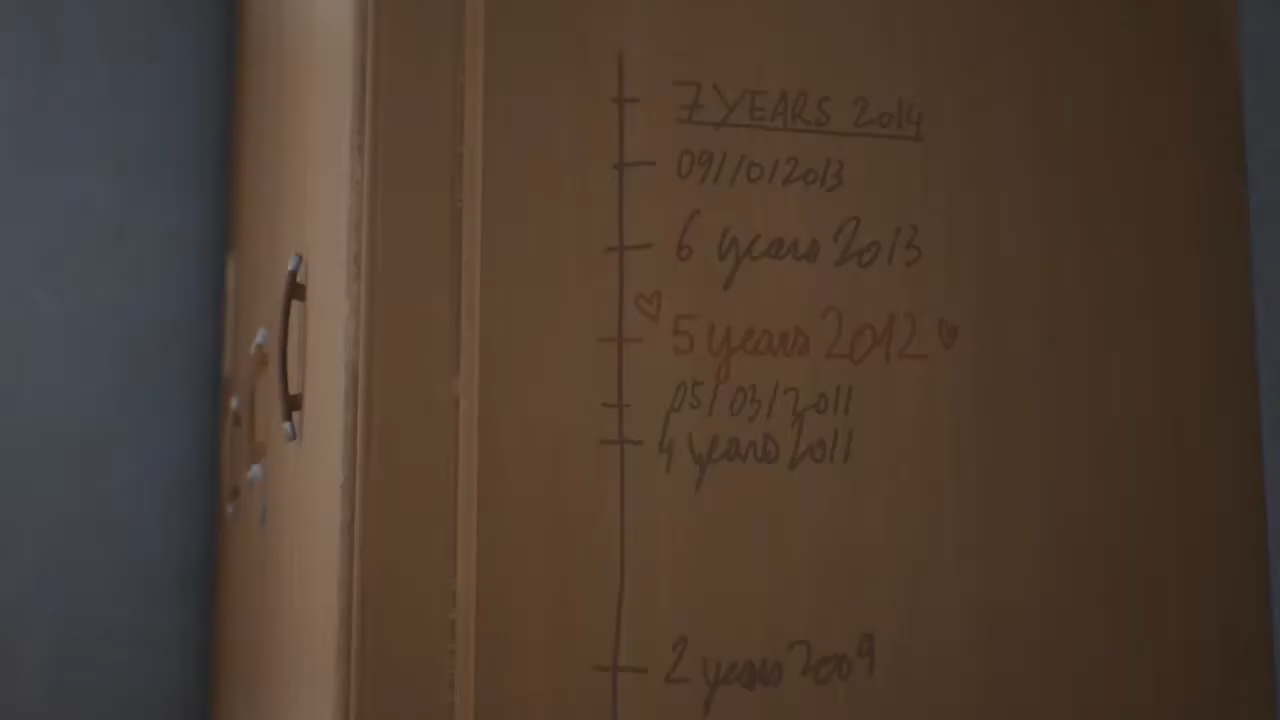 7 YEARS 2014
09/10/2013
6 years 2013
♡ 5 years 2012 ♥
05/03/2011
4 years 2011
2 years 2009